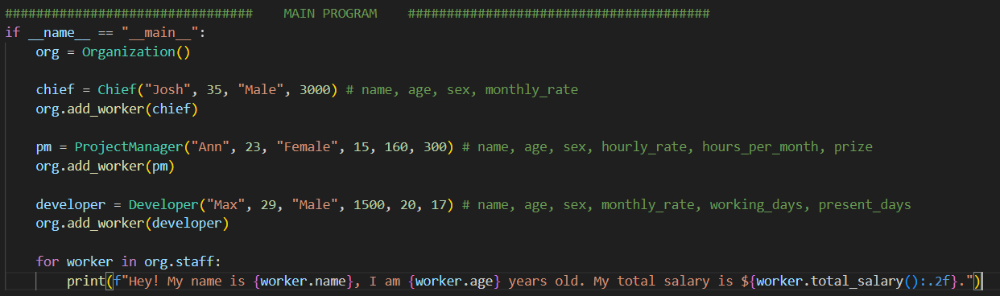 ################################    MAIN PROGRAM    #######################################
if __name__ == "__main__":
    org = Organization()
    chief = Chief("Josh", 35, "Male", 3000) # name, age, sex, monthly_rate
    org.add_worker(chief)
    pm = ProjectManager("Ann", 23, "Female", 15, 160, 300) # name, age, sex, hourly_rate, hours_per_month, prize
    org.add_worker(pm)
    developer = Developer("Max", 29, "Male", 1500, 20, 17) # name, age, sex, monthly_rate, working_days, present_days
    org.add_worker(developer)
    for worker in org.staff:
        print(f"Hey! My name is {worker.name}, I am {worker.age} years old. My total salary is ${worker.total_salary():.2f}.")